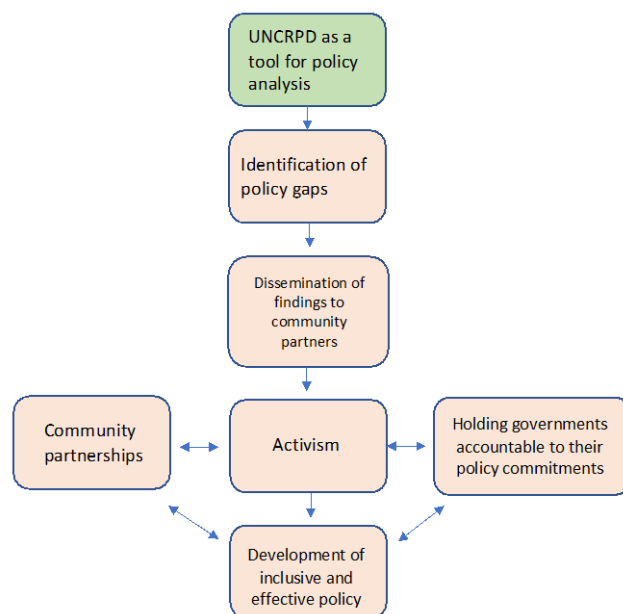 UNCRPD as a
tool for policy
analysis
Identification of
policy gaps
Dissemination of
findings to
community
partners
Community
partnerships
Activism
Holding governments
accountable to their
policy commitments
Development of
inclusive and
effective policy